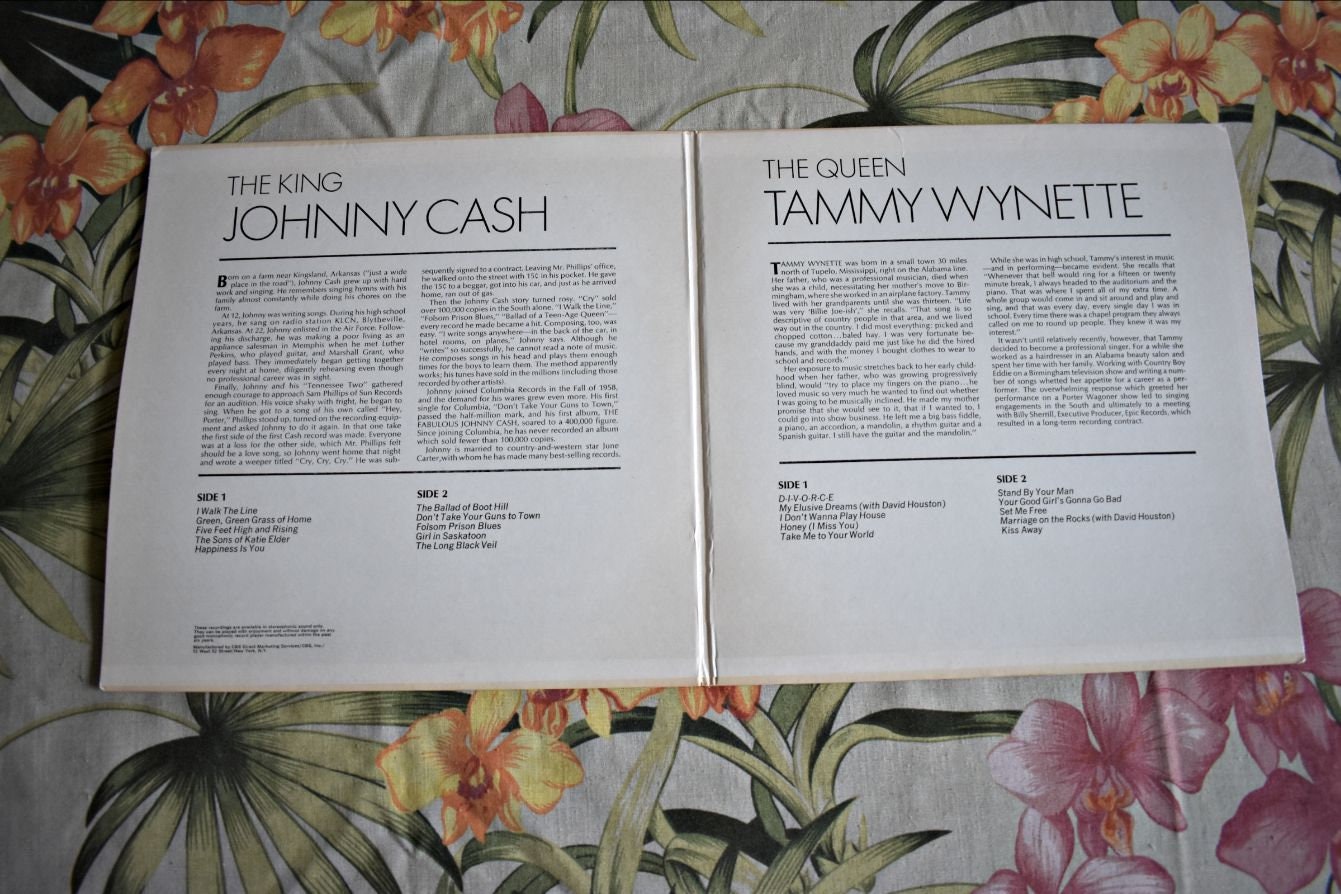 THE KING
JOHNNY CASH
Born on a farm near Kingsland, Arkansas ("just a wide
place in the road"), Johnny Cash grew up with hard
work and singing. He remembers singing hymns with his
family almost constantly while doing his chores on the
farm.
At 12, Johnny was writing songs. During his high school
years, he sang on radio station KLCN, Blytheville,
Arkansas. At 22, Johnny enlisted in the Air Force. Follow-
ing his discharge, he was making a poor living as an
appliance salesman in Memphis when he met Luther
Perkins, who played guitar, and Marshall Grant, who
played bass. They immediately began getting together
every night at home, diligently rehearsing even though
no professional career was in sight.
Finally, Johnny and his "Tennessee Two" gathered
enough courage to approach Sam Phillips of Sun Records
for an audition. His voice shaky with fright, he began to
sing. When he got to a song of his own called "Hey,
Porter," Phillips stood up, turned on the recording equip-
ment and asked Johnny to do it again. In that one take
the first side of the first Cash record was made. Everyone
was at a loss for the other side, which Mr. Phillips felt
should be a love song, so Johnny went home that night
and wrote a weeper titled "Cry, Cry, Cry." He was sub-
sequently signed to a contract. Leaving Mr. Phillips' office,
he walked onto the street with 15¢ in his pocket. He gave
the 15¢ to a beggar, got into his car, and just as he arrived
home, ran out of gas.
Then the Johnny Cash story turned rosy. "Cry" sold
over 100,000 copies in the South alone. "I Walk the Line,"
"Folsom Prison Blues," "Ballad of a Teen-Age Queen"—
every record he made became a hit. Composing, too, was
easy. "I write songs anywhere—in the back of the car, in
hotel rooms, on planes," Johnny says. Although he
"writes" so successfully, he cannot read a note of music.
He composes songs in his head and plays them enough
times for the boys to learn them. The method apparently
works; his tunes have sold in the millions (including those
recorded by other artists).
Johnny joined Columbia Records in the Fall of 1958,
and the demand for his wares grew even more. His first
single for Columbia, "Don't Take Your Guns to Town,"
passed the half-million mark, and his first album, THE
FABULOUS JOHNNY CASH, soared to a 400,000 figure.
Since joining Columbia, he has never recorded an album
which sold fewer than 100,000 copies.
Johnny is married to country-and-western star June
Carter, with whom he has made many best-selling records.
SIDE 1
I Walk The Line
Green, Green Grass of Home
Five Feet High and Rising
The Sons of Katie Elder
Happiness Is You
SIDE 2
The Ballad of Boot Hill
Don't Take Your Guns to Town
Folsom Prison Blues
Girl in Saskatoon
The Long Black Veil
These recordings are available in stereophonic sound only.
They can be played with enjoyment and without damage on any
good monophonic record player manufactured within the past
six years.
Manufactured by CBS Direct Marketing Services/CBS, Inc./
51 West 52 Street/New York, N.Y.
THE QUEEN
TAMMY WYNETTE
TAMMY WYNETTE was born in a small town 30 miles
north of Tupelo, Mississippi, right on the Alabama line.
Her father, who was a professional musician, died when
she was a child, necessitating her mother's move to Bir-
mingham, where she worked in an airplane factory. Tammy
lived with her grandparents until she was thirteen. "Life
was very 'Billie Joe-ish'," she recalls. "That song is so
descriptive of country people in that area, and we lived
way out in the country. I did most everything: picked and
chopped cotton...baled hay. I was very fortunate be-
cause my granddaddy paid me just like he did the hired
hands, and with the money I bought clothes to wear to
school and records."
Her exposure to music stretches back to her early child-
hood when her father, who was growing progressively
blind, would "try to place my fingers on the piano...he
loved music so very much he wanted to find out whether
I was going to be musically inclined. He made my mother
promise that she would see to it, that if I wanted to, I
could go into show business. He left me a big bass fiddle,
a piano, an accordion, a mandolin, a rhythm guitar and a
Spanish guitar. I still have the guitar and the mandolin."
While she was in high school, Tammy's interest in music
—and in performing—became evident. She recalls that
"Whenever that bell would ring for a fifteen or twenty
minute break, I always headed to the auditorium and the
piano. That was where I spent all of my extra time. A
whole group would come in and sit around and play and
sing, and that was every day, every single day I was in
school. Every time there was a chapel program they always
called on me to round up people. They knew it was my
interest."
It wasn't until relatively recently, however, that Tammy
decided to become a professional singer. For a while she
worked as a hairdresser in an Alabama beauty salon and
spent her time with her family. Working with Country Boy
Eddie on a Birmingham television show and writing a num-
ber of songs whetted her appetite for a career as a per-
former. The overwhelming response which greeted her
performance on a Porter Wagoner show led to singing
engagements in the South and ultimately to a meeting
with Billy Sherrill, Executive Producer, Epic Records, which
resulted in a long-term recording contract.
SIDE 1
D-I-V-O-R-C-E
My Elusive Dreams (with David Houston)
I Don't Wanna Play House
Honey (I Miss You)
Take Me to Your World
SIDE 2
Stand By Your Man
Your Good Girl's Gonna Go Bad
Set Me Free
Marriage on the Rocks (with David Houston)
Kiss Away